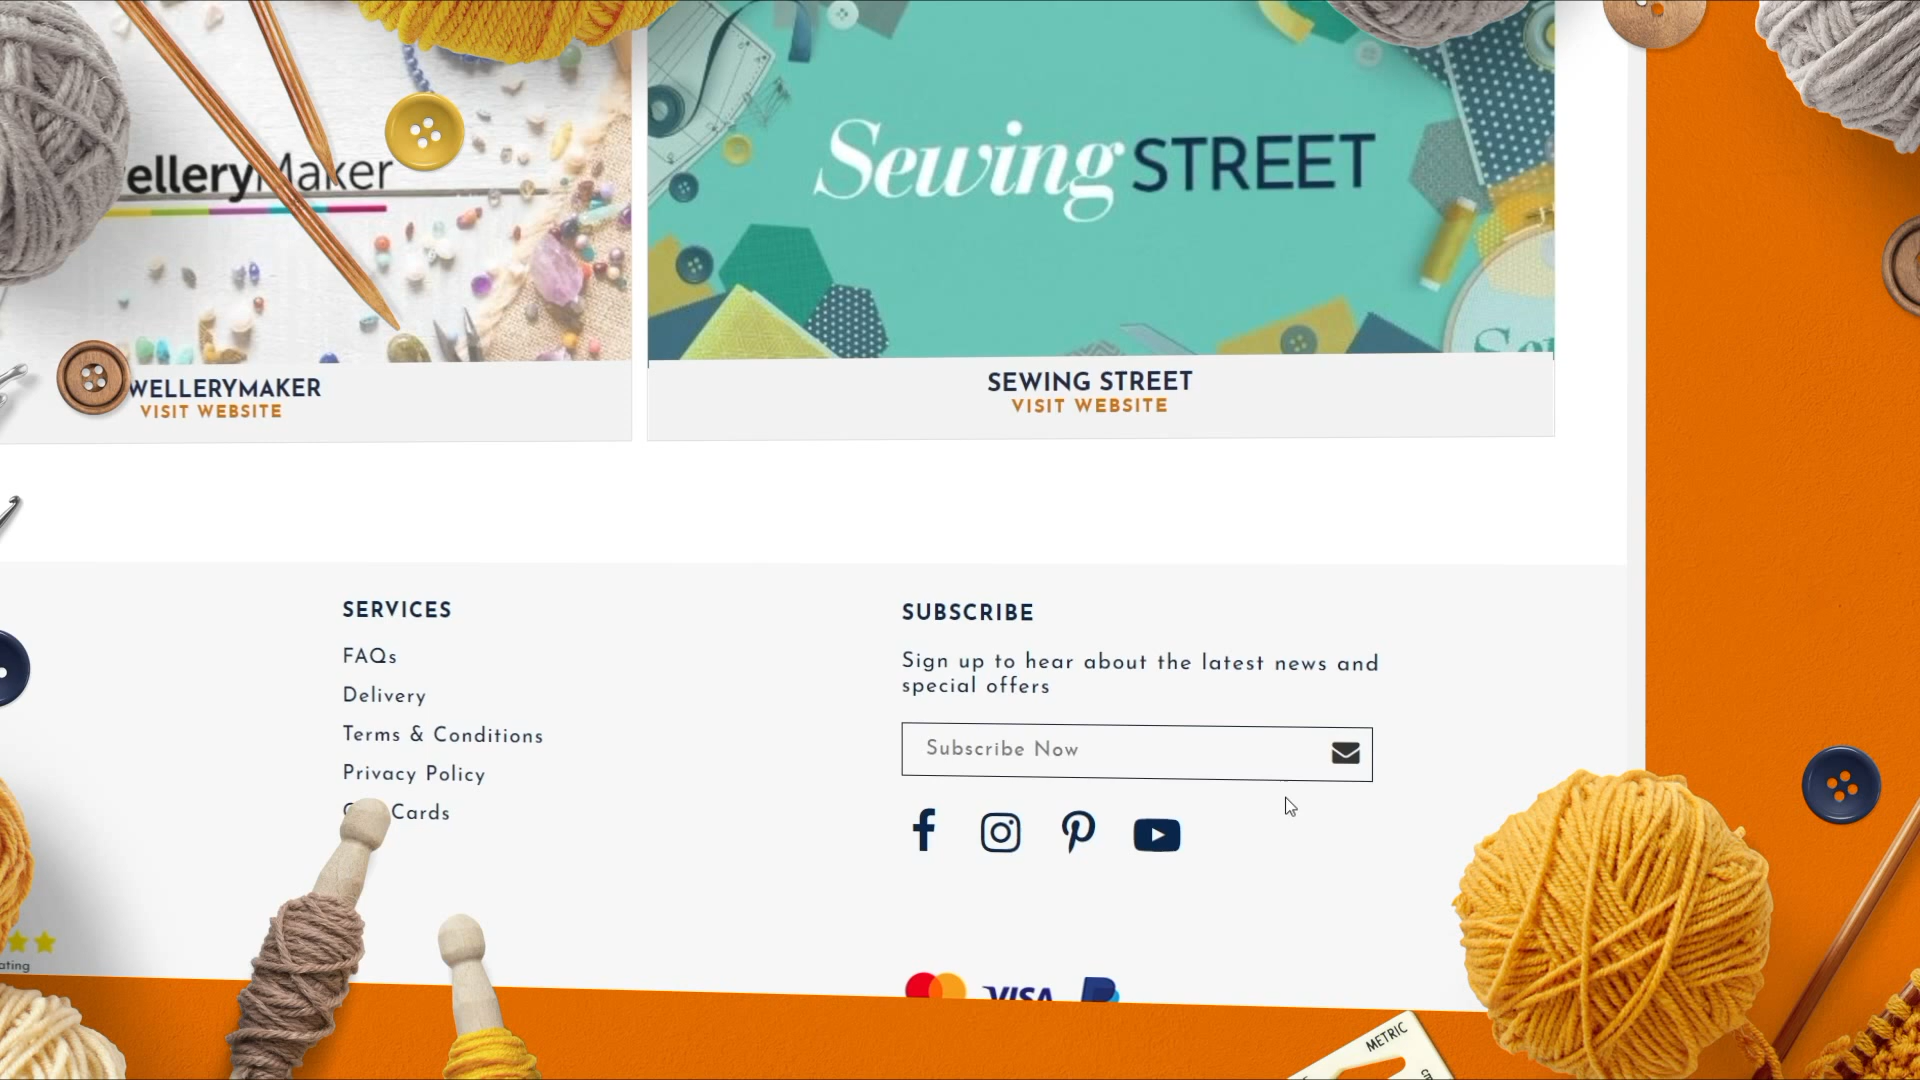 elleryMaker
Sewing STREET
WELLERYMAKER
VISIT WEBSITE
SEWING STREET
VISIT WEBSITE
SERVICES
FAQs
Delivery
Terms & Conditions
Privacy Policy
Cards
SUBSCRIBE
Sign up to hear about the latest news and
special offers
Subscribe Now
ating
VISA
METRIC